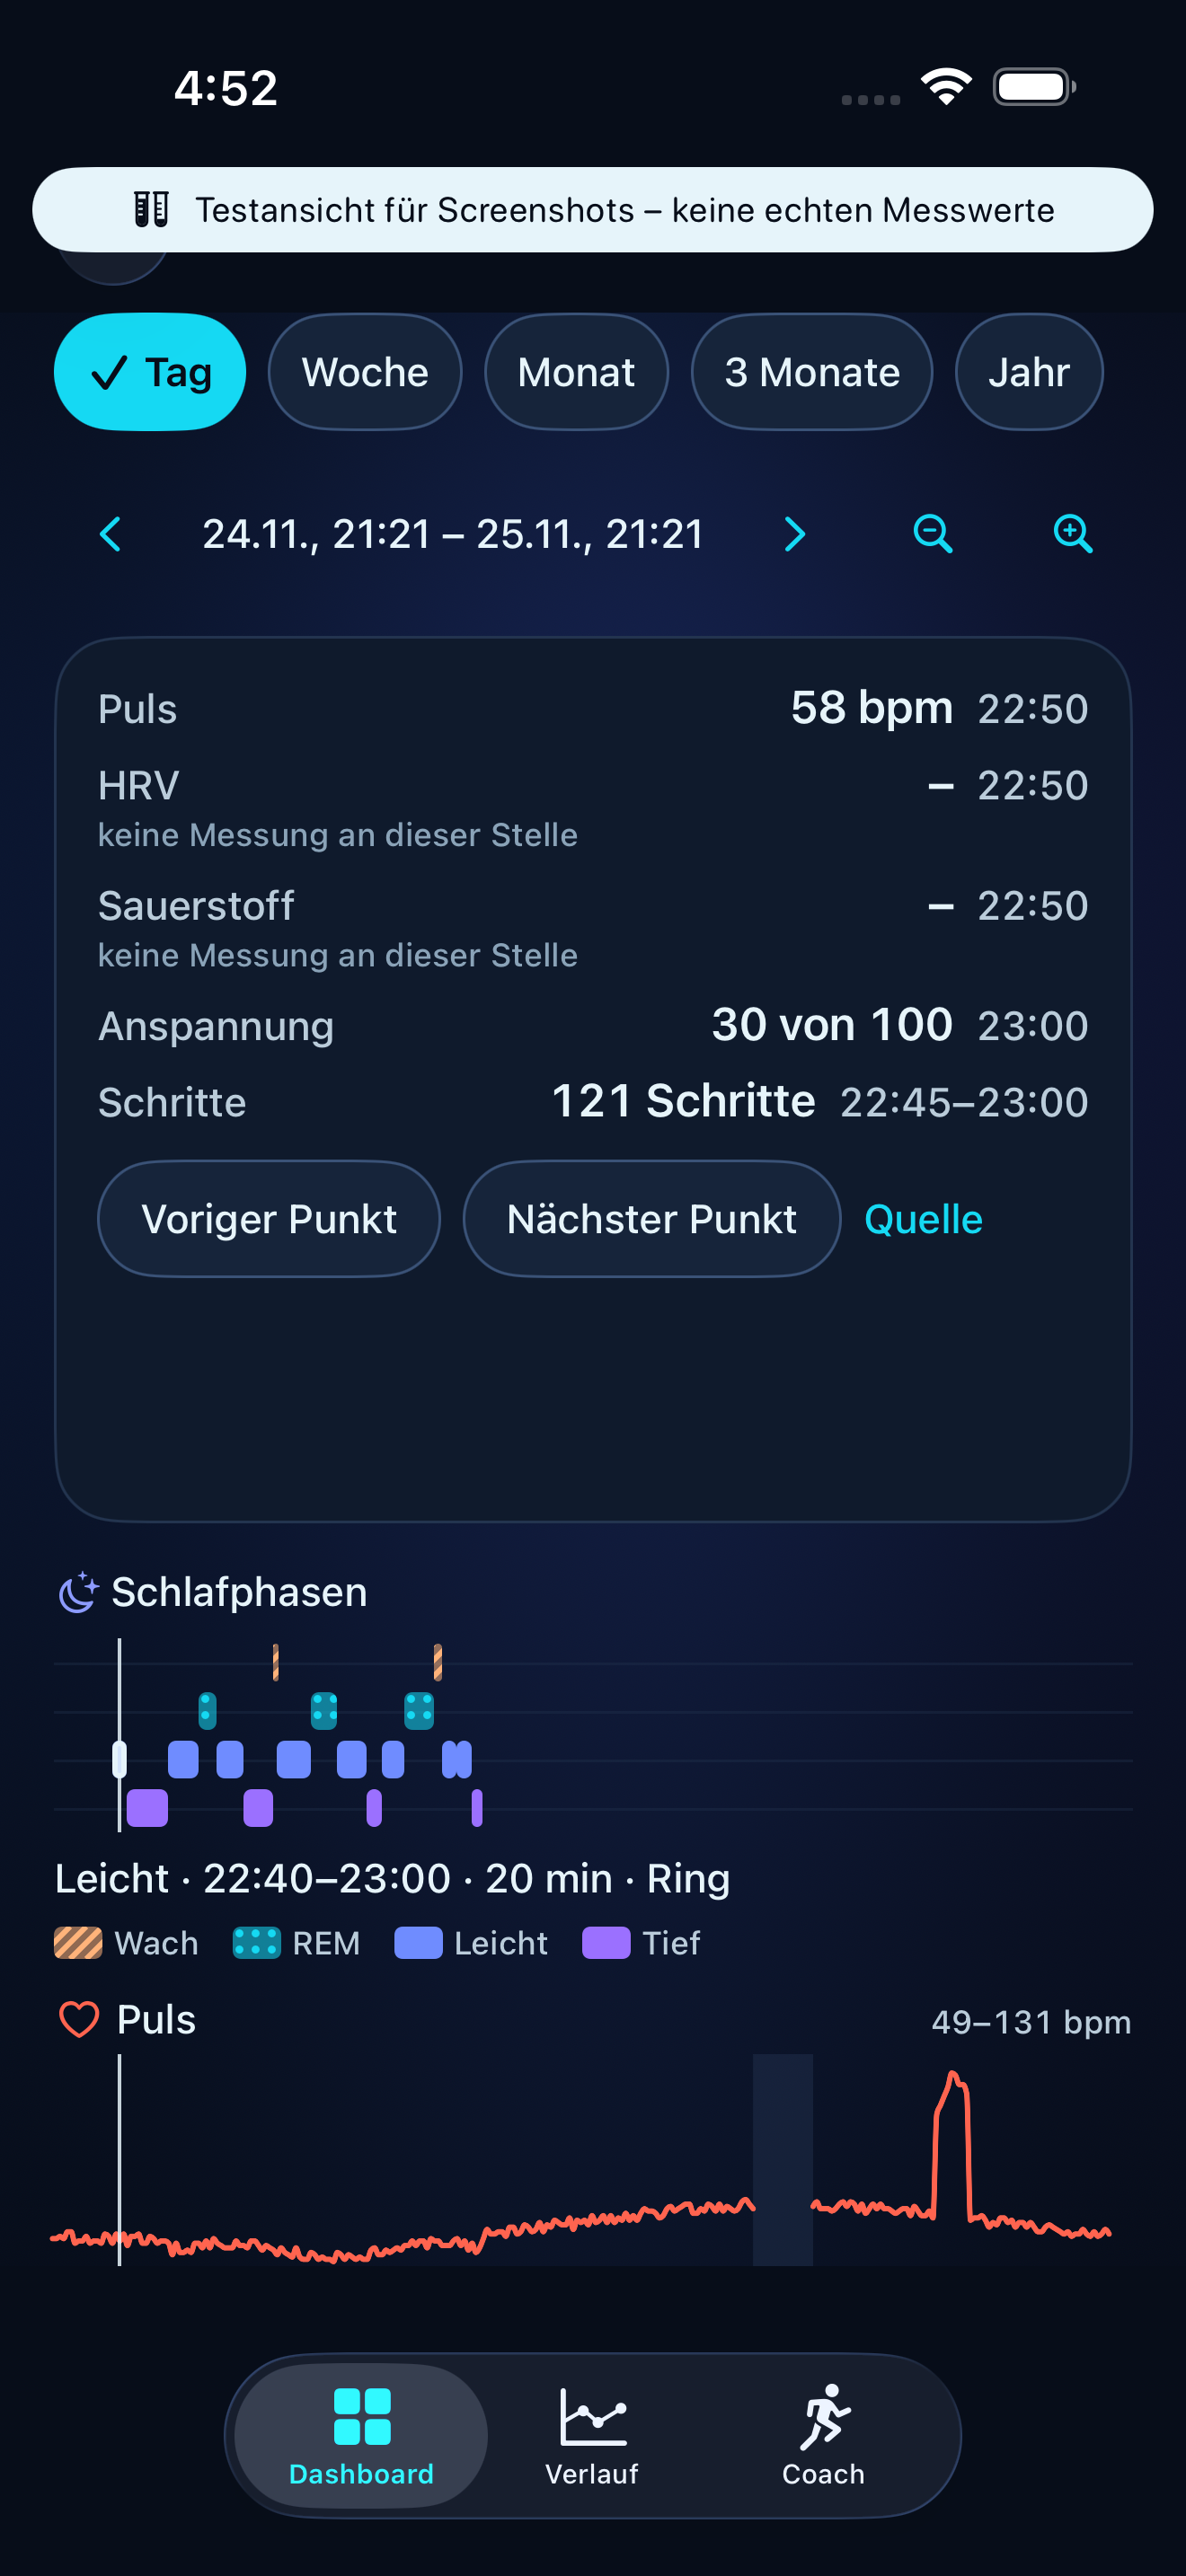 4:52
Testansicht für Screenshots – keine echten Messwerte
Tag Woche Monat 3 Monate Jahr
24.11., 21:21 – 25.11., 21:21
Puls 58 bpm 22:50
HRV – 22:50
keine Messung an dieser Stelle
Sauerstoff – 22:50
keine Messung an dieser Stelle
Anspannung 30 von 100 23:00
Schritte 121 Schritte 22:45–23:00
Voriger Punkt Nächster Punkt Quelle
Schlafphasen
Leicht · 22:40–23:00 · 20 min · Ring
Wach REM Leicht Tief
Puls 49–131 bpm
Dashboard Verlauf Coach